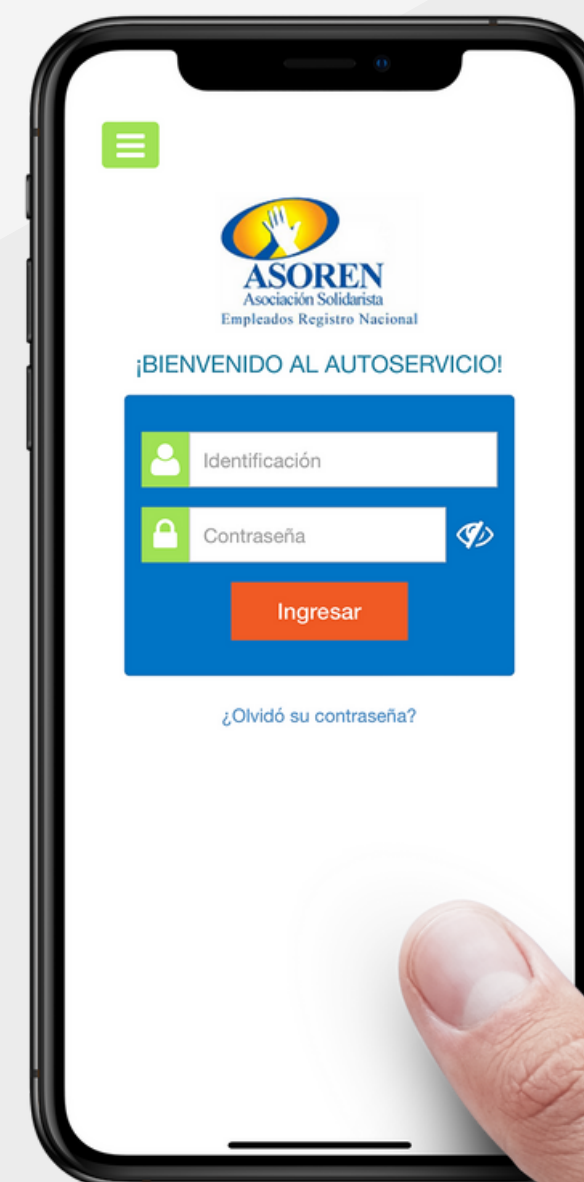 ASOREN
Asociación Solidarista
Empleados Registro Nacional
¡BIENVENIDO AL AUTOSERVICIO!
Identificación
Contraseña
Ingresar
¿Olvidó su contraseña?